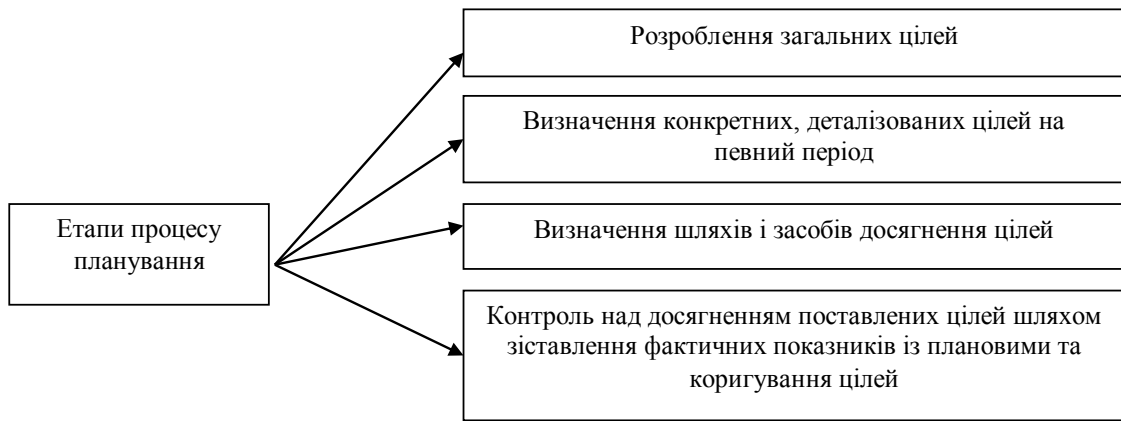 Етапи процесу
планування
Розроблення загальних цілей
Визначення конкретних, деталізованих цілей на
певний період
Визначення шляхів і засобів досягнення цілей
Контроль над досягненням поставлених цілей шляхом
зіставлення фактичних показників із плановими та
коригування цілей